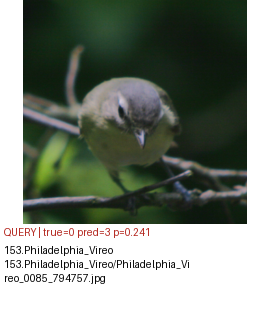 QUERY | true=0 pred=3 p=0.241
153.Philadelphia_Vireo
153.Philadelphia_Vireo/Philadelphia_Vi
reo_0085_794757.jpg